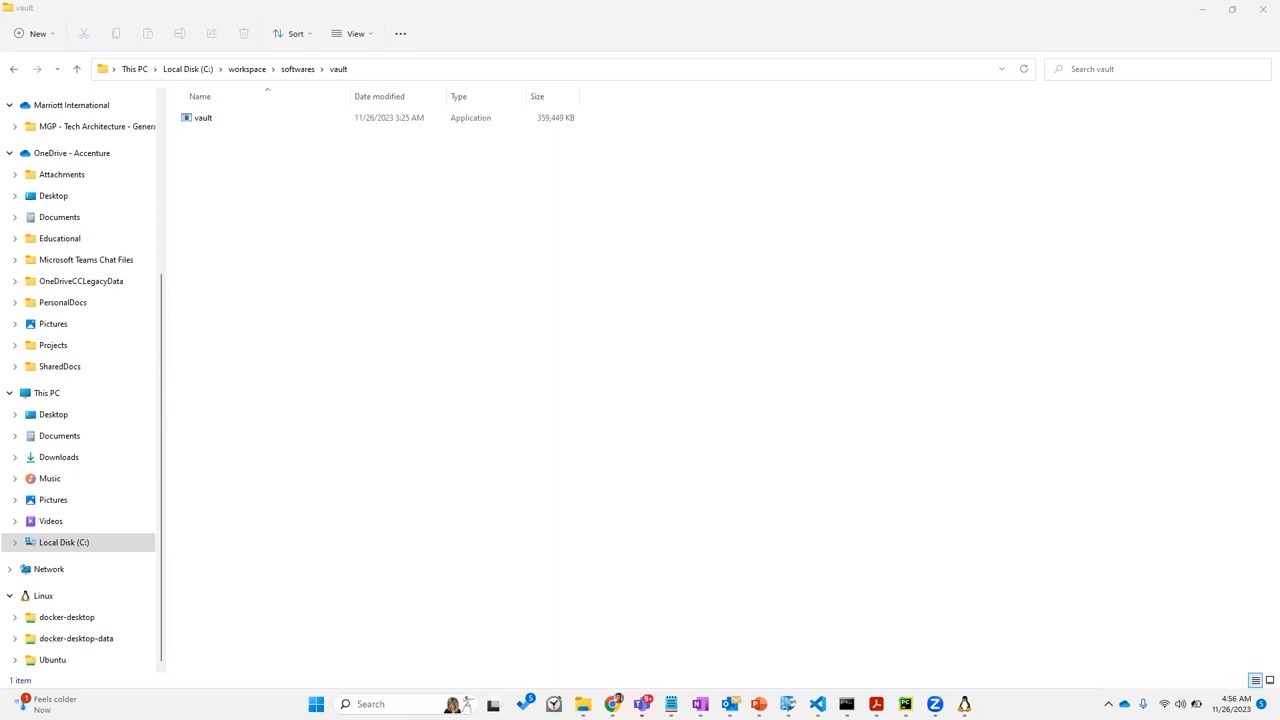 vault
New
Sort
View
This PC > Local Disk (C:) > workspace > softwares > vault
Search vault
Name
Date modified
Type
Size
vault
11/26/2023 3:25 AM
Application
359,449 KB
Marriott International
MGP - Tech Architecture - Genera
OneDrive - Accenture
Attachments
Desktop
Documents
Educational
Microsoft Teams Chat Files
OneDriveCCLegacyData
PersonalDocs
Pictures
Projects
SharedDocs
This PC
Desktop
Documents
Downloads
Music
Pictures
Videos
Local Disk (C:)
Network
Linux
docker-desktop
docker-desktop-data
Ubuntu
1 item
1
Feels colder
Now
Search
5
9+
4:56 AM
11/26/2023
5